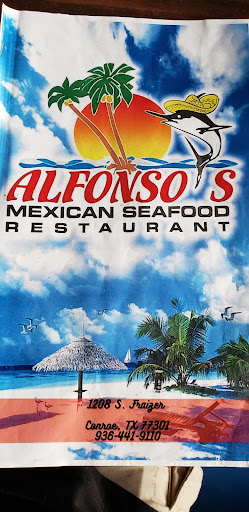 ALFONSO'S
MEXICAN SEAFOOD
RESTAURANT
1208 S. Fraizer
Conroe, TX 77301
936-441-9110